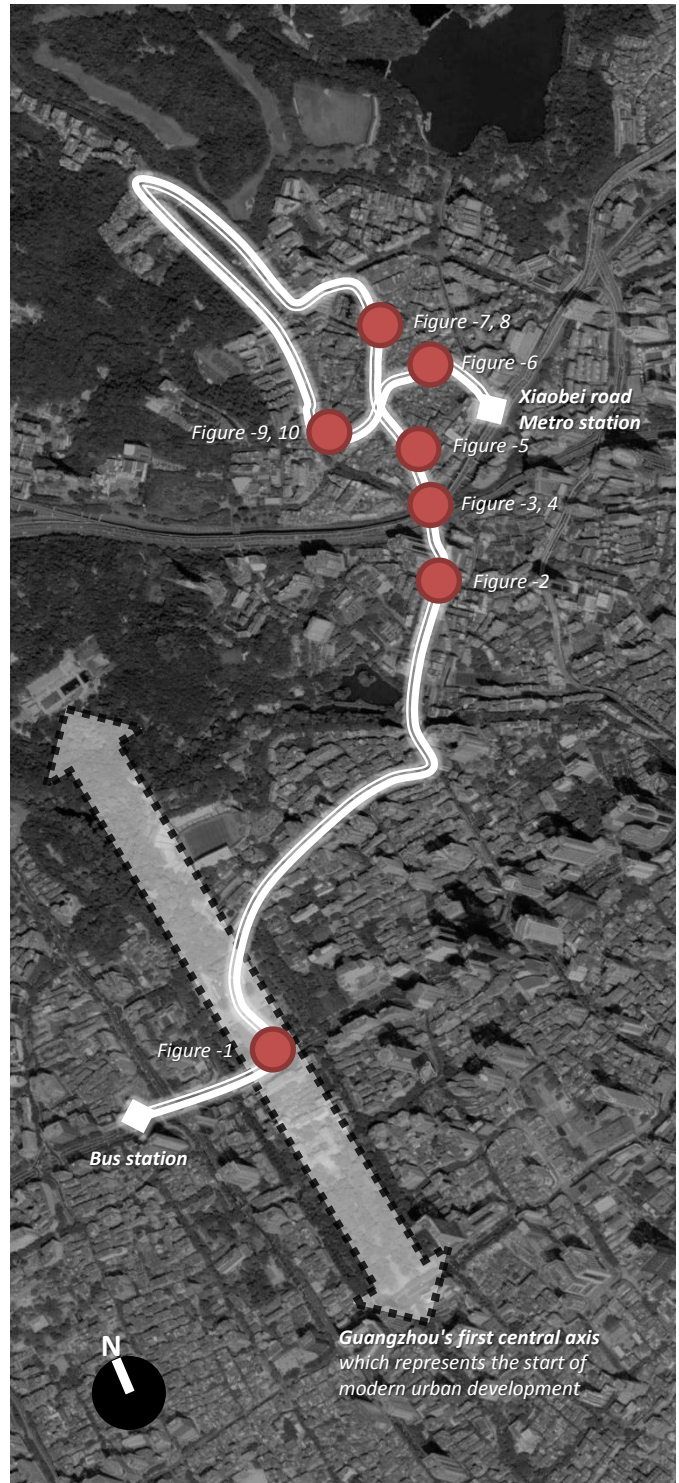 Figure -7, 8
Figure -6
Xiaobei road
Metro station
Figure -9, 10
Figure -5
Figure -3, 4
Figure -2
Figure -1
Bus station
Guangzhou's first central axis
which represents the start of
modern urban development
N